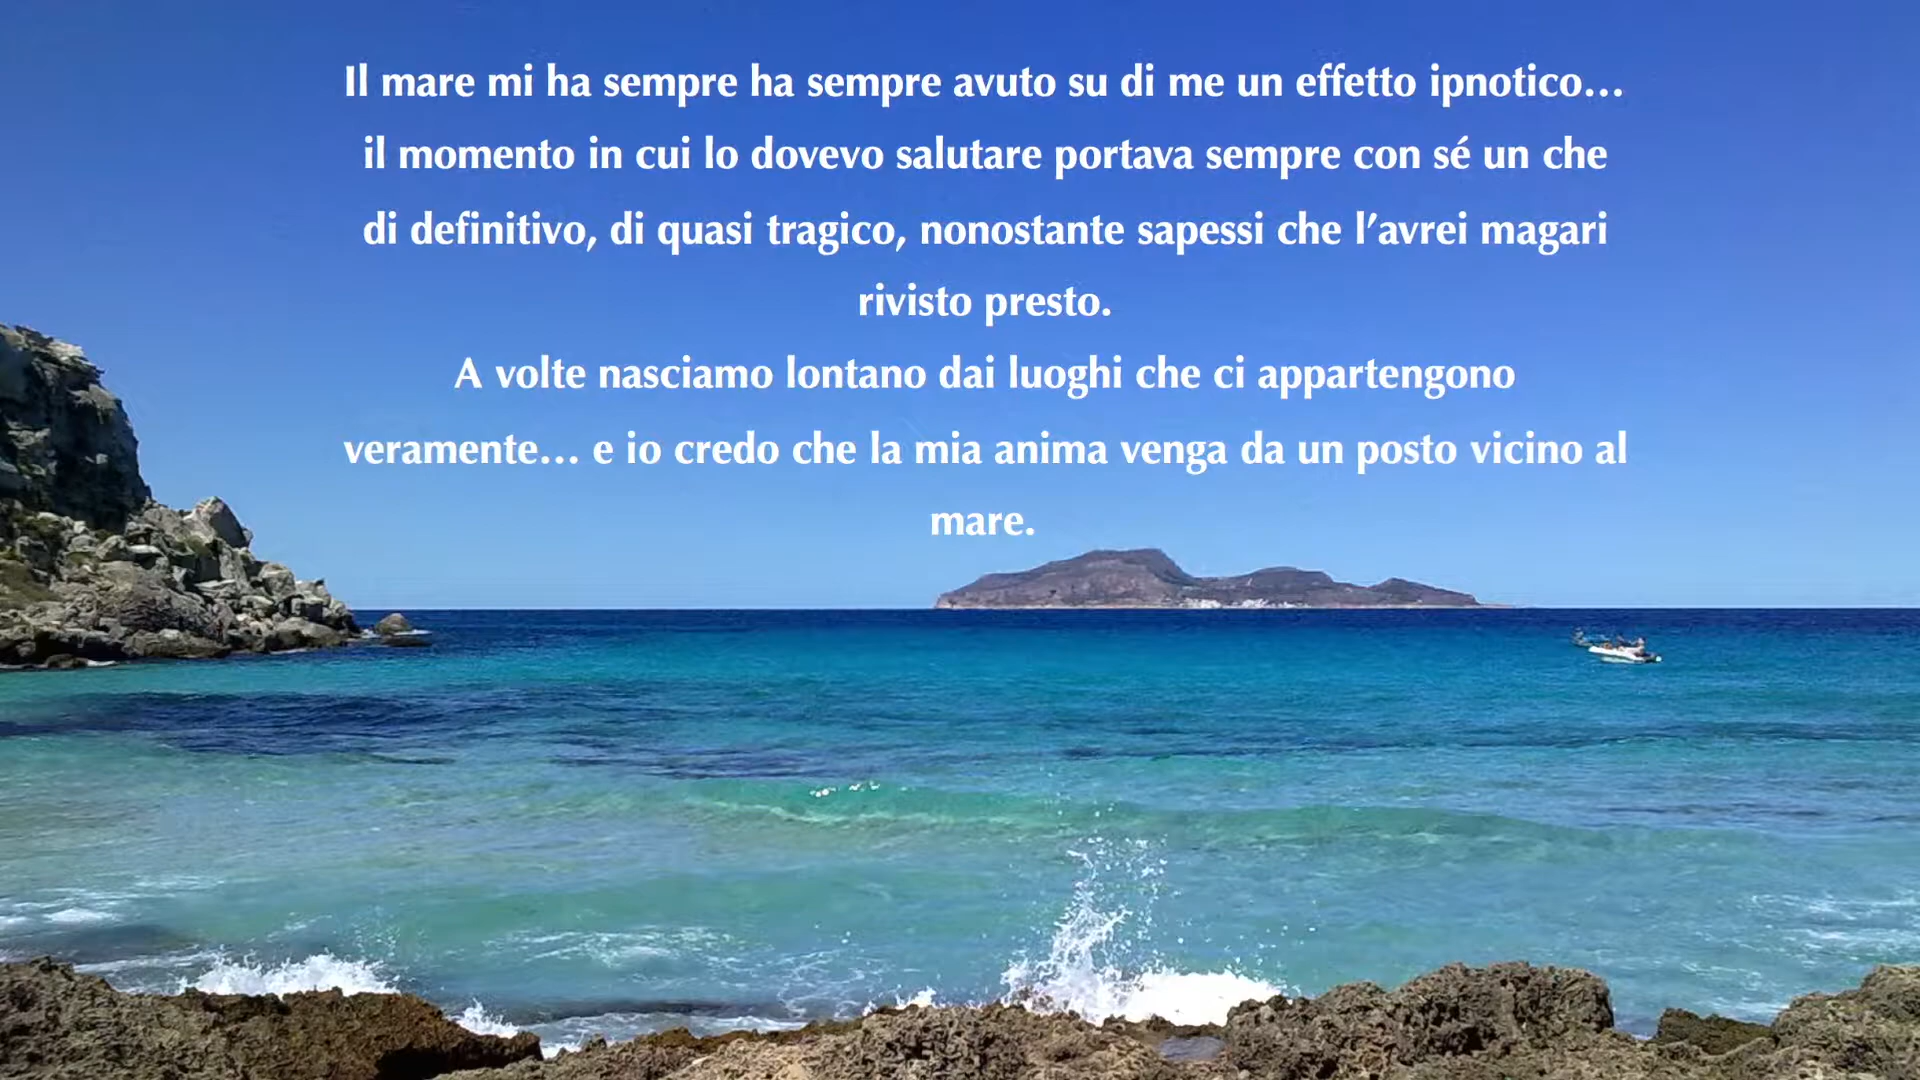 Il mare mi ha sempre ha sempre avuto su di me un effetto ipnotico…
il momento in cui lo dovevo salutare portava sempre con sé un che
di definitivo, di quasi tragico, nonostante sapessi che l’avrei magari
rivisto presto.
A volte nasciamo lontano dai luoghi che ci appartengono
veramente… e io credo che la mia anima venga da un posto vicino al
mare.